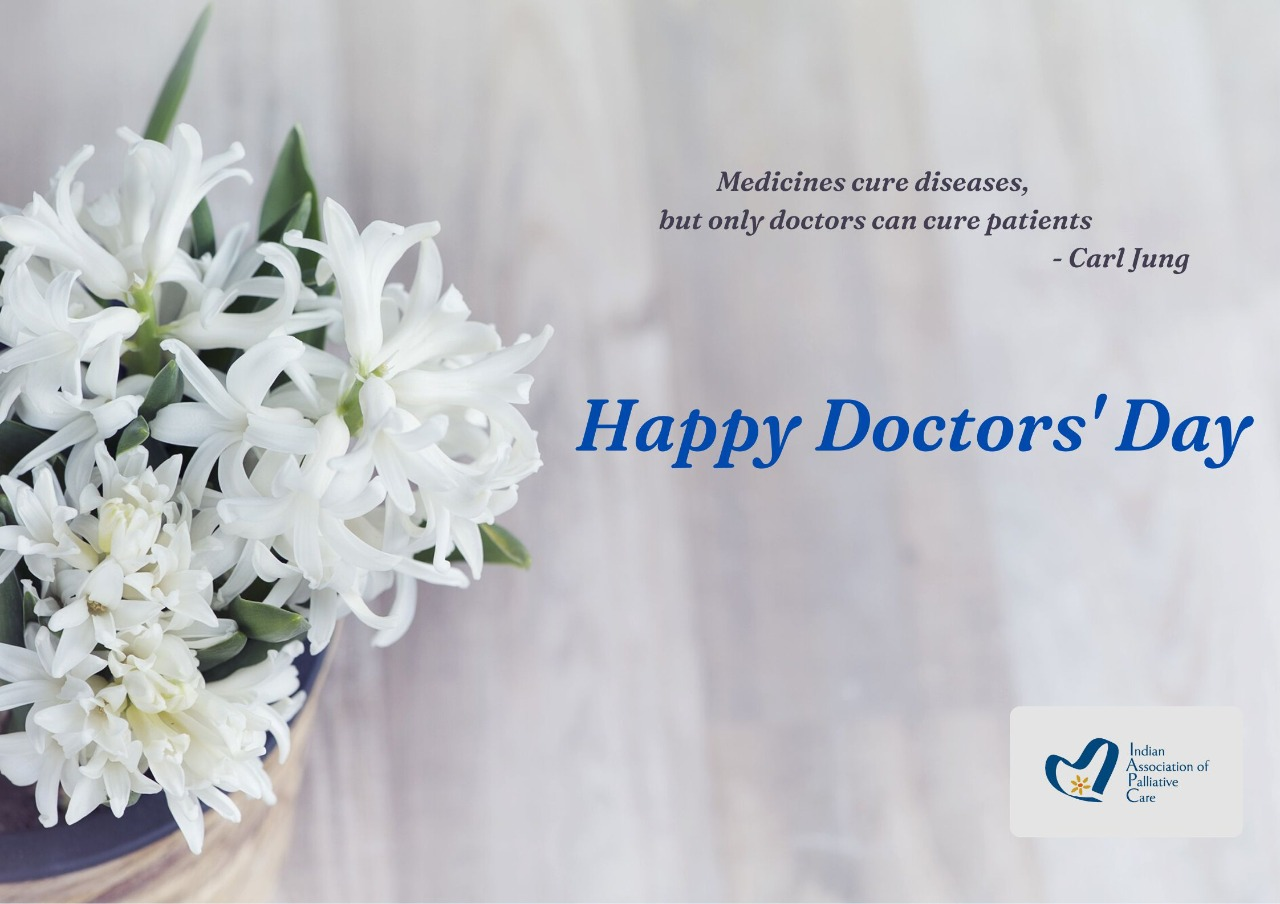 Medicines cure diseases,
but only doctors can cure patients
- Carl Jung
Happy Doctors' Day
Indian
Association of
Palliative
Care